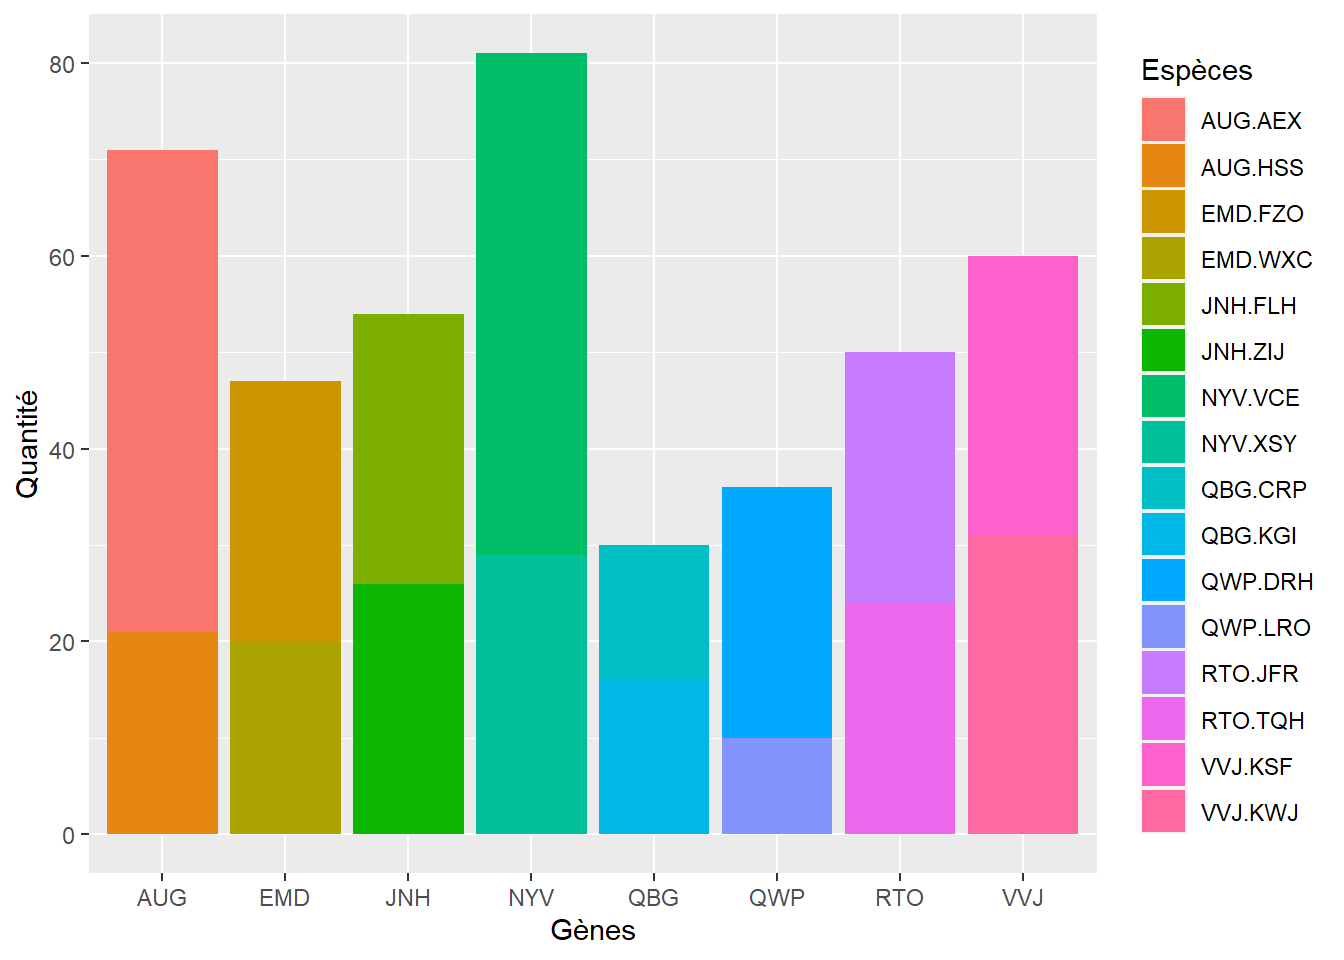 80
60
40
20
0
Quantité
AUG EMD JNH NYV QBG QWP RTO VVJ
Gènes
Espèces
AUG.AEX
AUG.HSS
EMD.FZO
EMD.WXC
JNH.FLH
JNH.ZIJ
NYV.VCE
NYV.XSY
QBG.CRP
QBG.KGI
QWP.DRH
QWP.LRO
RTO.JFR
RTO.TQH
VVJ.KSF
VVJ.KWJ